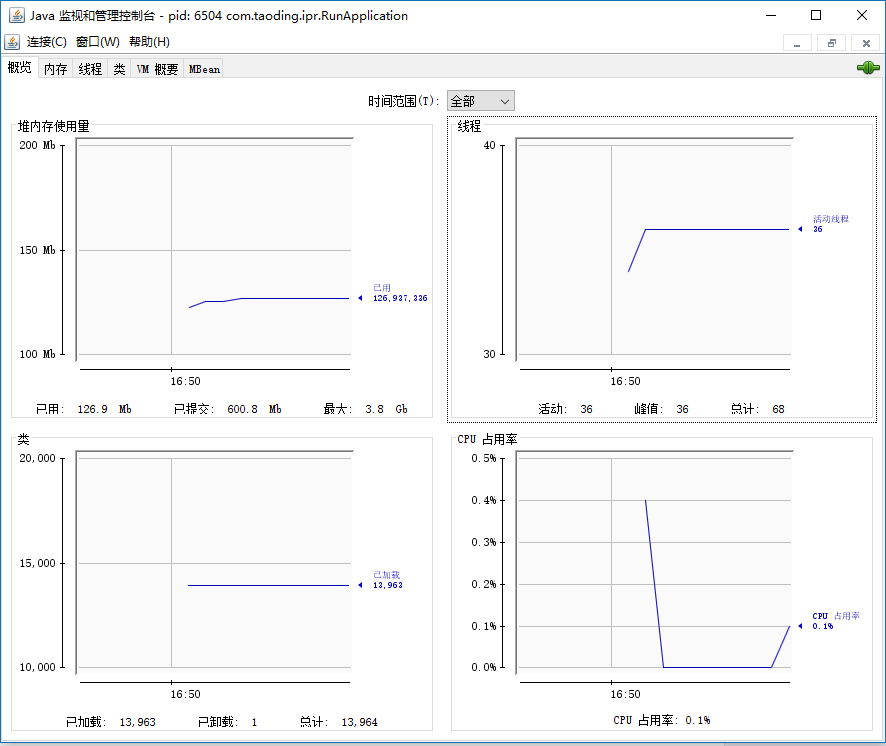 Java 监视和管理控制台 - pid: 6504 com.taoding.ipr.RunApplication
连接(C) 窗口(W) 帮助(H)
概览 内存 线程 类 VM 概要 MBean
时间范围(T): 全部
堆内存使用量
200 Mb
150 Mb
100 Mb
已用
126,937,336
16:50
已用: 126.9 Mb 已提交: 600.8 Mb 最大: 3.8 Gb
线程
40
30
活动线程
36
16:50
活动: 36 峰值: 36 总计: 68
类
20,000
15,000
10,000
已加载
13,963
16:50
已加载: 13,963 已卸载: 1 总计: 13,964
CPU 占用率
0.5%
0.4%
0.3%
0.2%
0.1%
0.0%
CPU 占用率
0.1%
16:50
CPU 占用率: 0.1%